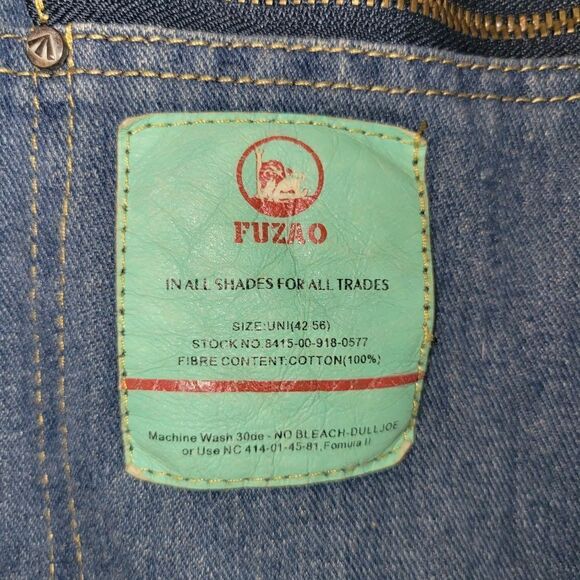 FUZAO
IN ALL SHADES FOR ALL TRADES
SIZE:UNI(42-56)
STOCK NO.8415-00-918-0577
FIBRE CONTENT:COTTON(100%)
Machine Wash 30de - NO BLEACH-DULLJOE
or Use NC 414-01-45-81,Fomula II